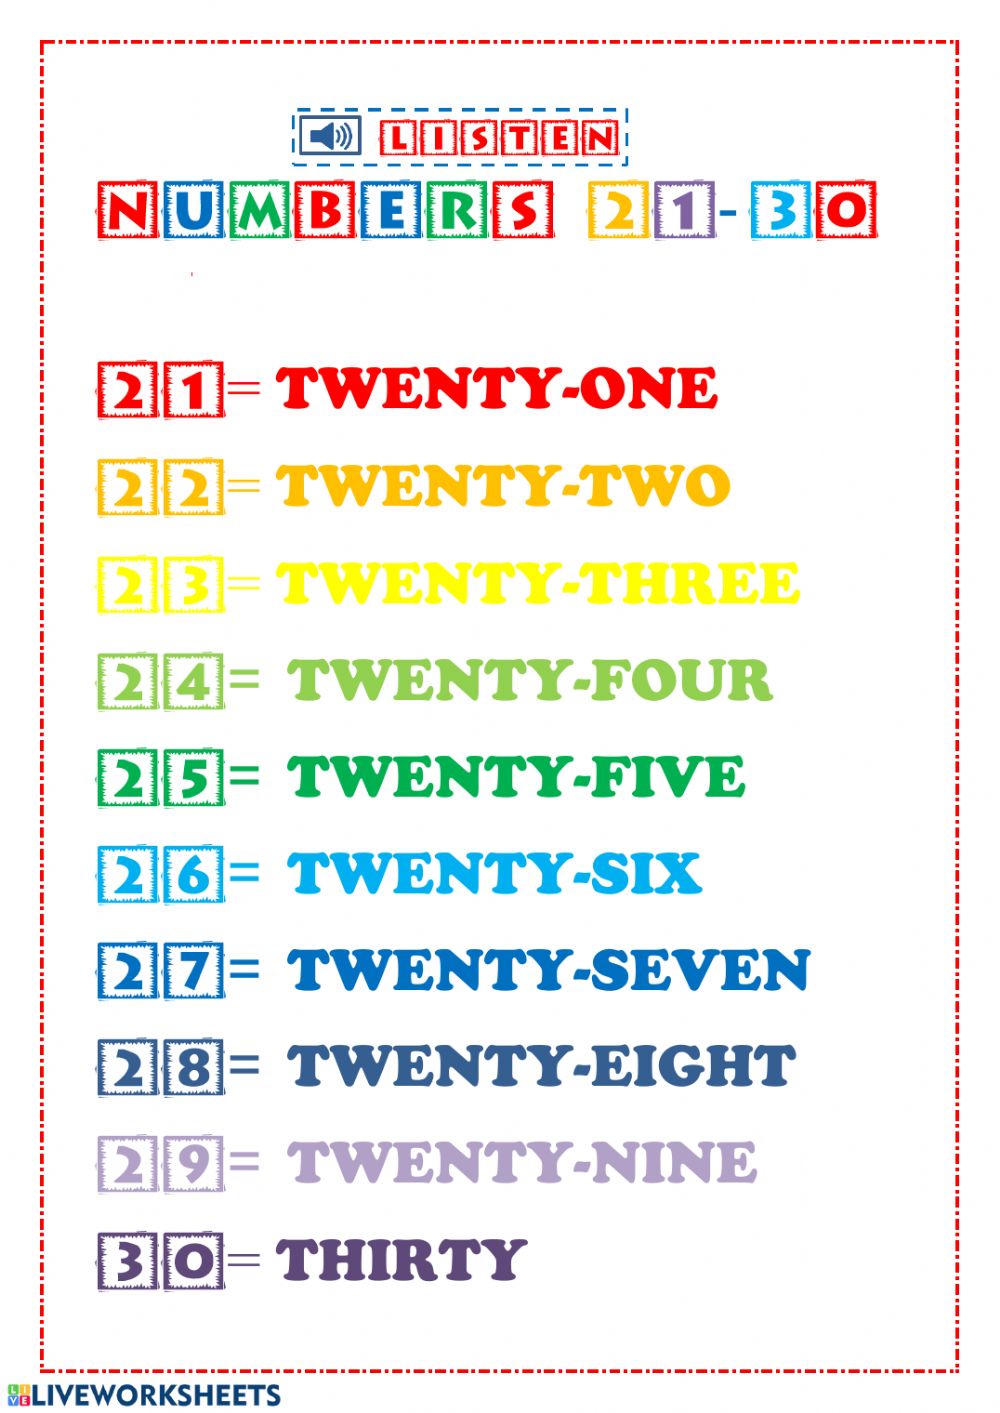 LISTEN
NUMBERS 21-30
21= TWENTY-ONE
22= TWENTY-TWO
23= TWENTY-THREE
24= TWENTY-FOUR
25= TWENTY-FIVE
26= TWENTY-SIX
27= TWENTY-SEVEN
28= TWENTY-EIGHT
29= TWENTY-NINE
30= THIRTY
LIVE LIVEWORKSHEETS